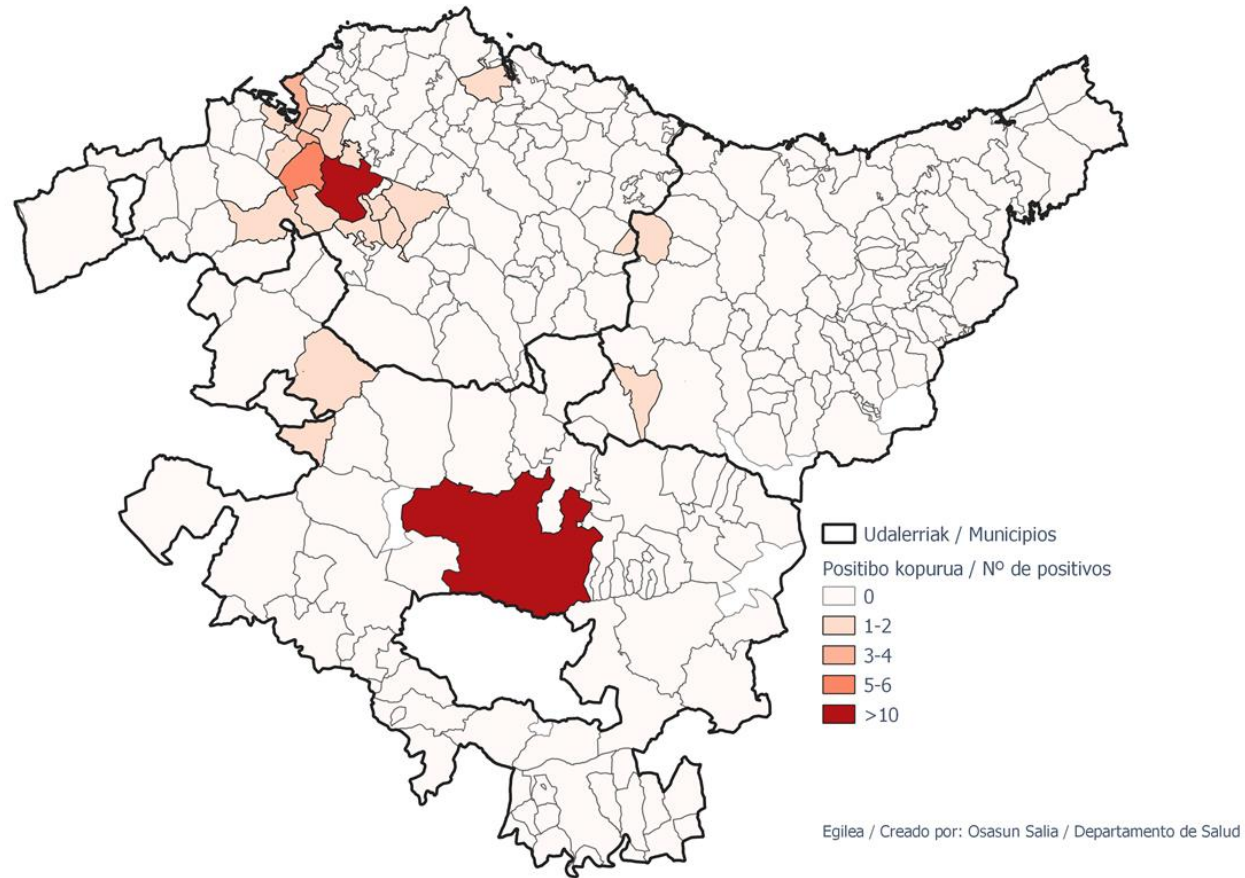 Udalerriak / Municipios
Positibo kopurua / Nº de positivos
0
1-2
3-4
5-6
>10
Egilea / Creado por: Osasun Salia / Departamento de Salud